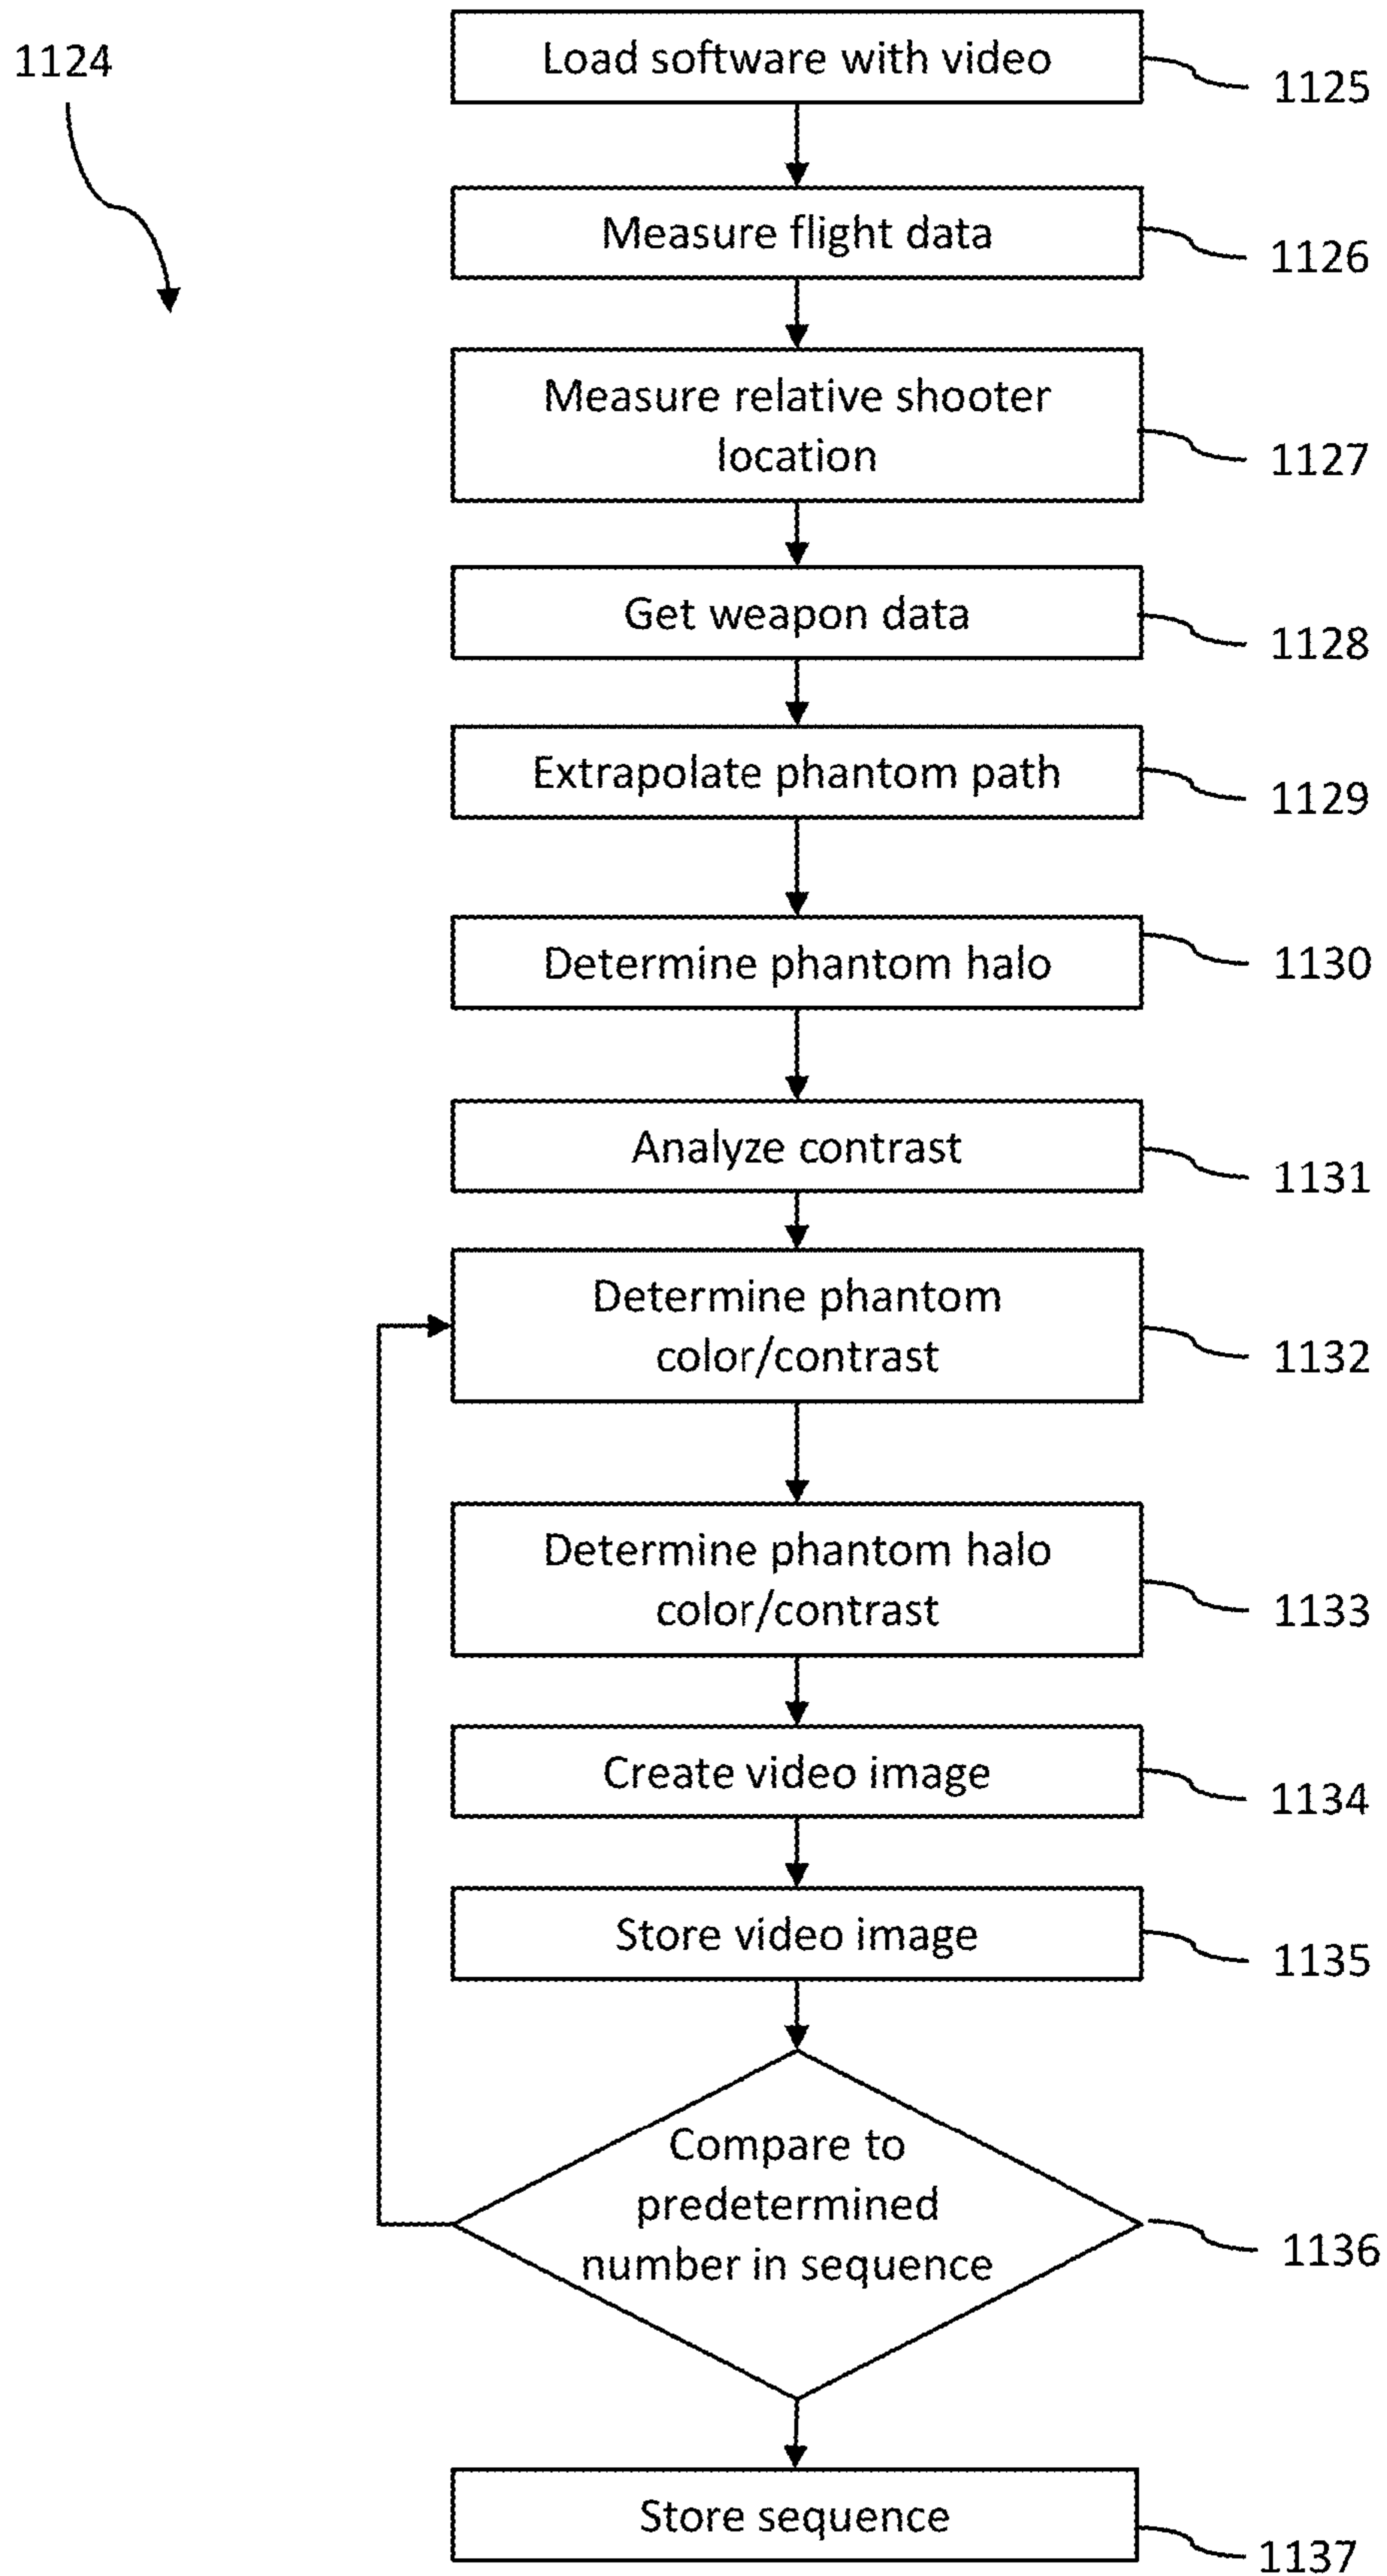 1124
Load software with video
1125
Measure flight data
1126
Measure relative shooter
location
1127
Get weapon data
1128
Extrapolate phantom path
1129
Determine phantom halo
1130
Analyze contrast
1131
Determine phantom
color/contrast
1132
Determine phantom halo
color/contrast
1133
Create video image
1134
Store video image
1135
Compare to
predetermined
number in sequence
1136
Store sequence
1137